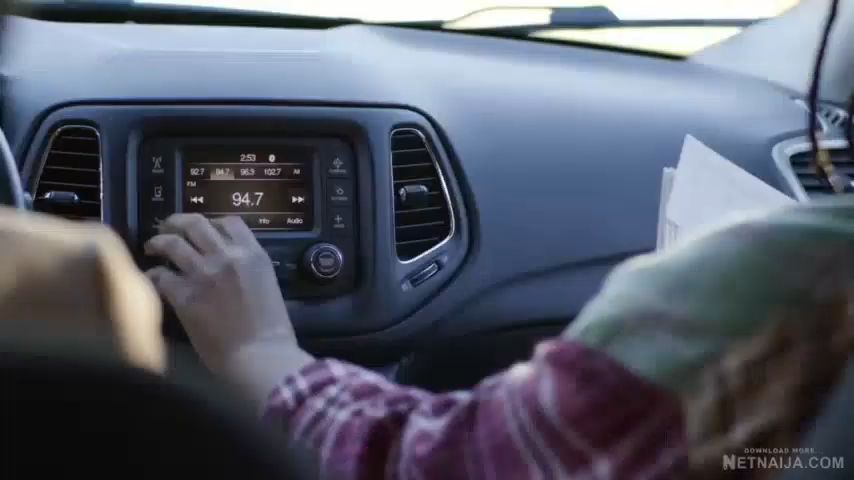 2:53
92.7 94.7 96.3 102.7 AM
FM
94.7
Info Audio
DOWNLOAD MORE...
NETNAIJA.COM